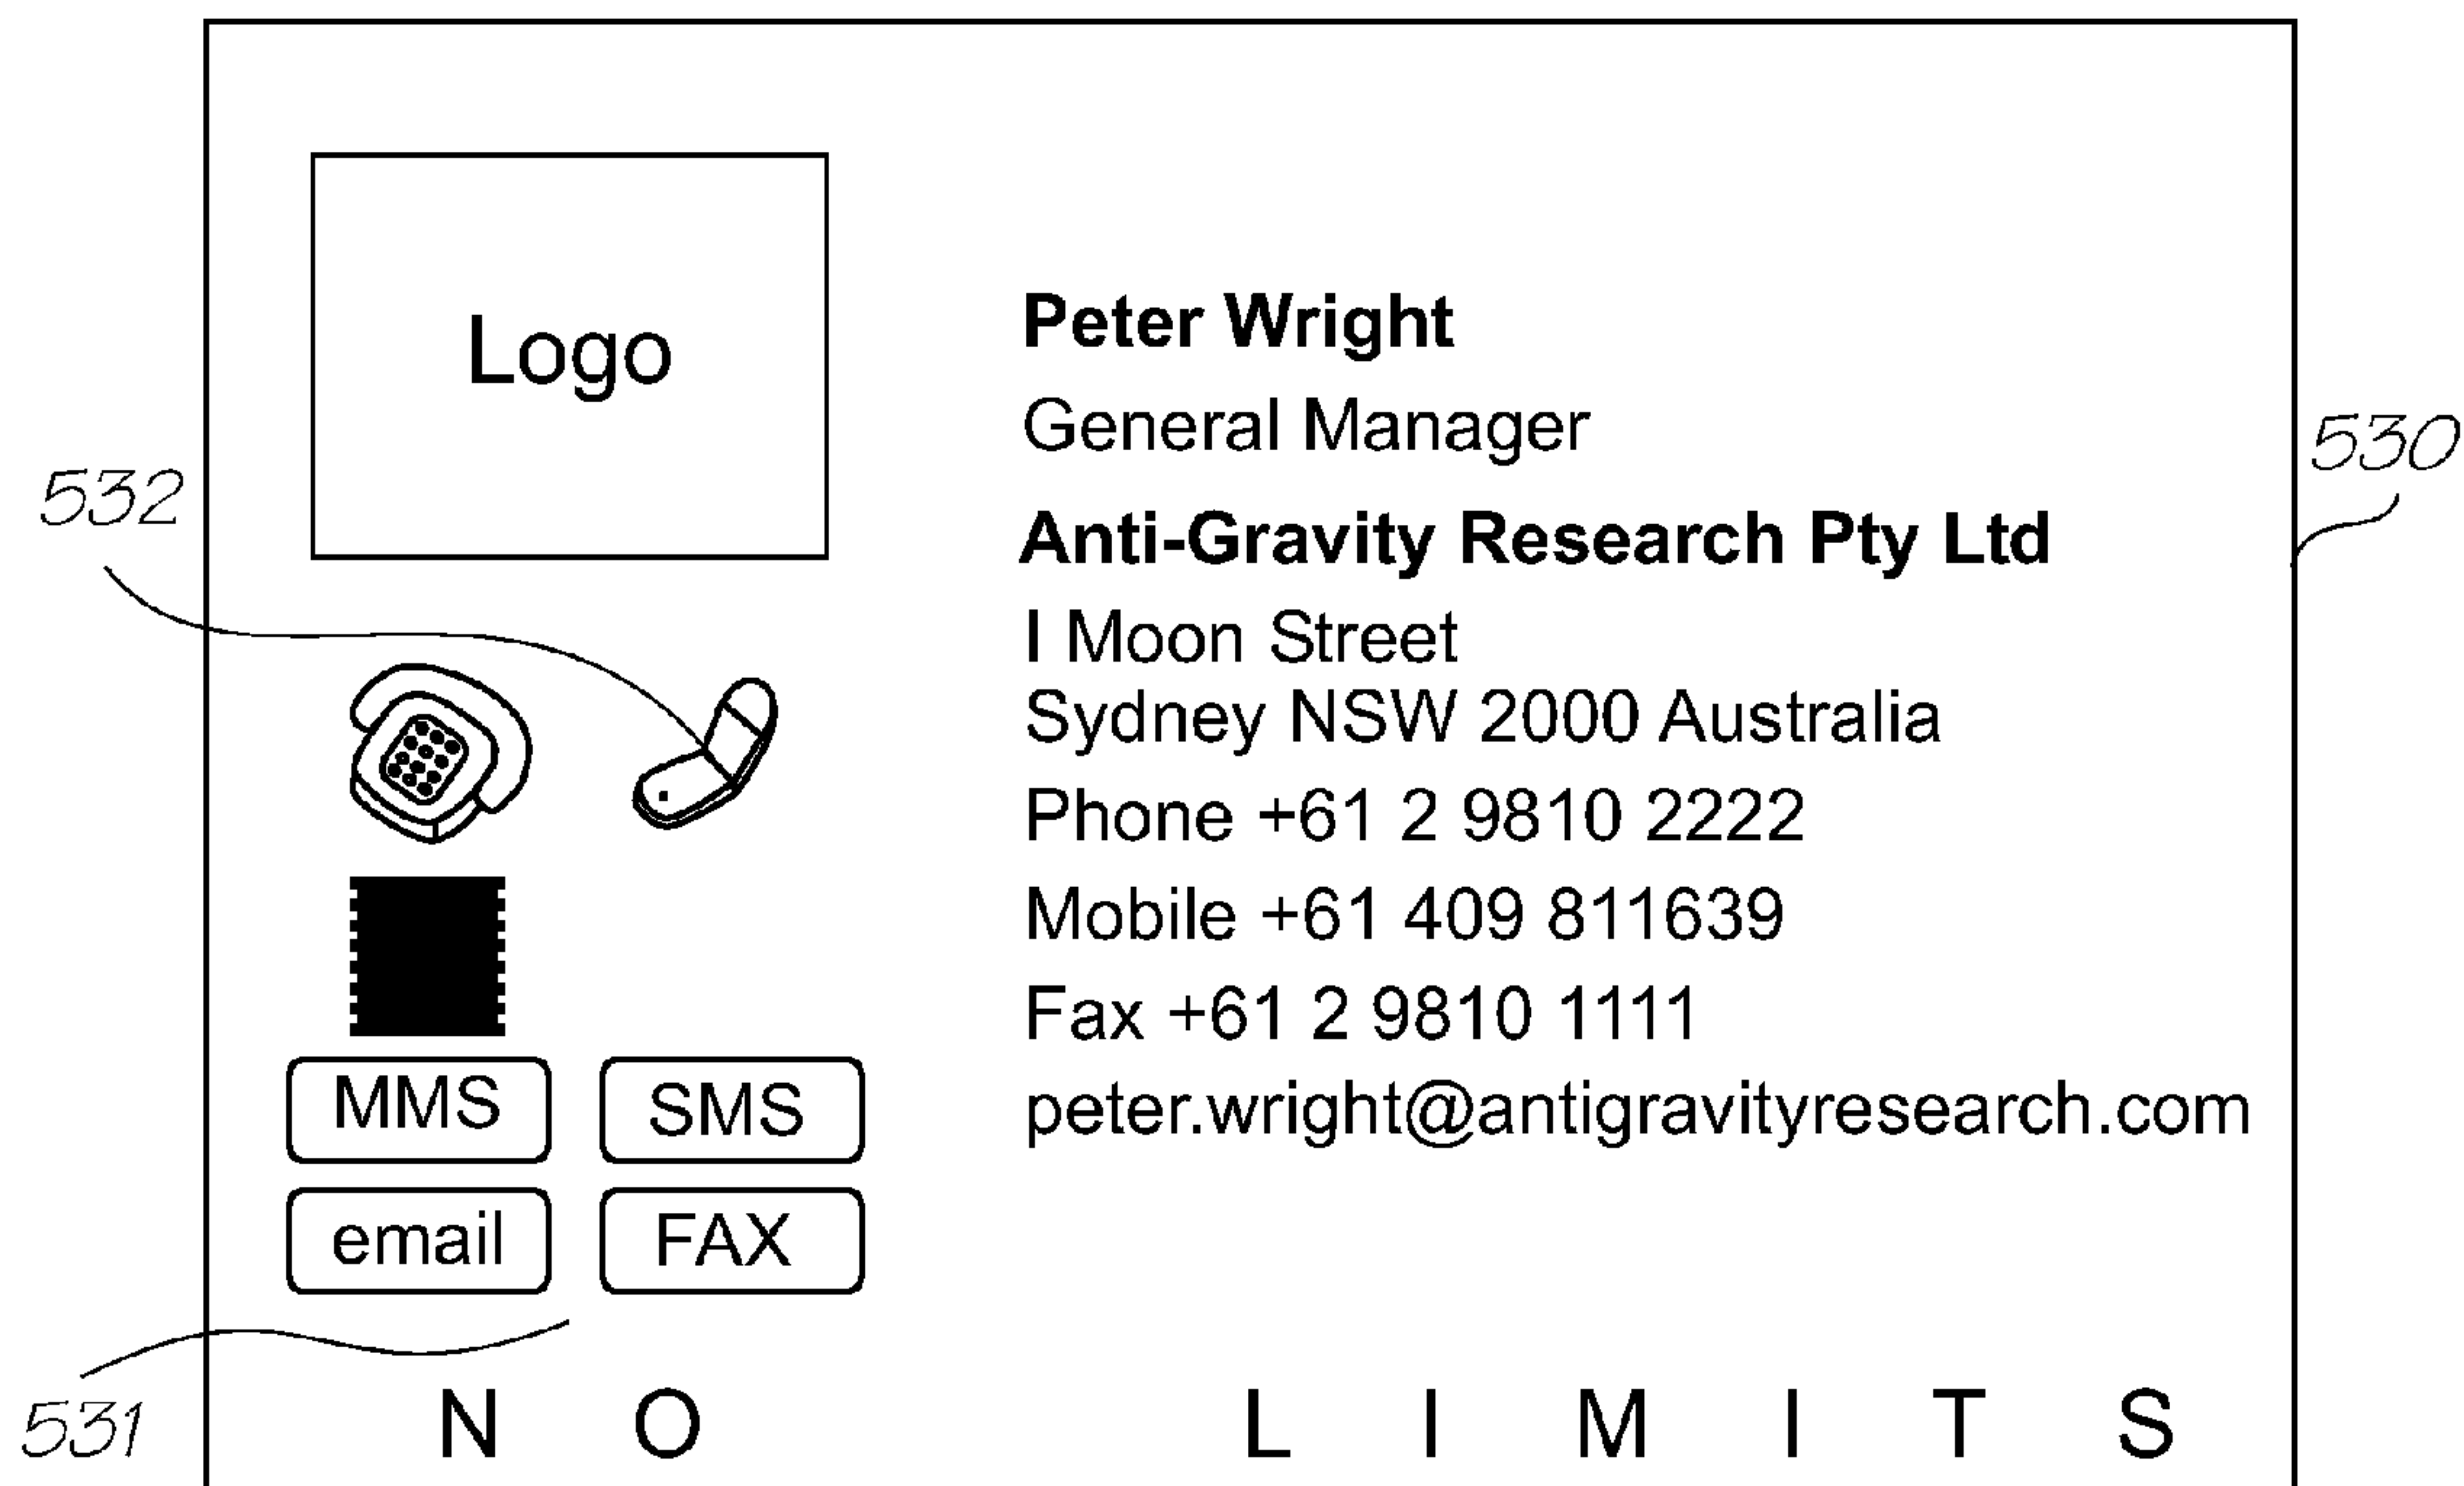 Logo
Peter Wright
General Manager
Anti-Gravity Research Pty Ltd
I Moon Street
Sydney NSW 2000 Australia
Phone +61 2 9810 2222
Mobile +61 409 811639
Fax +61 2 9810 1111
peter.wright@antigravityresearch.com
532
530
MMS SMS
email FAX
531
NO LIMITS